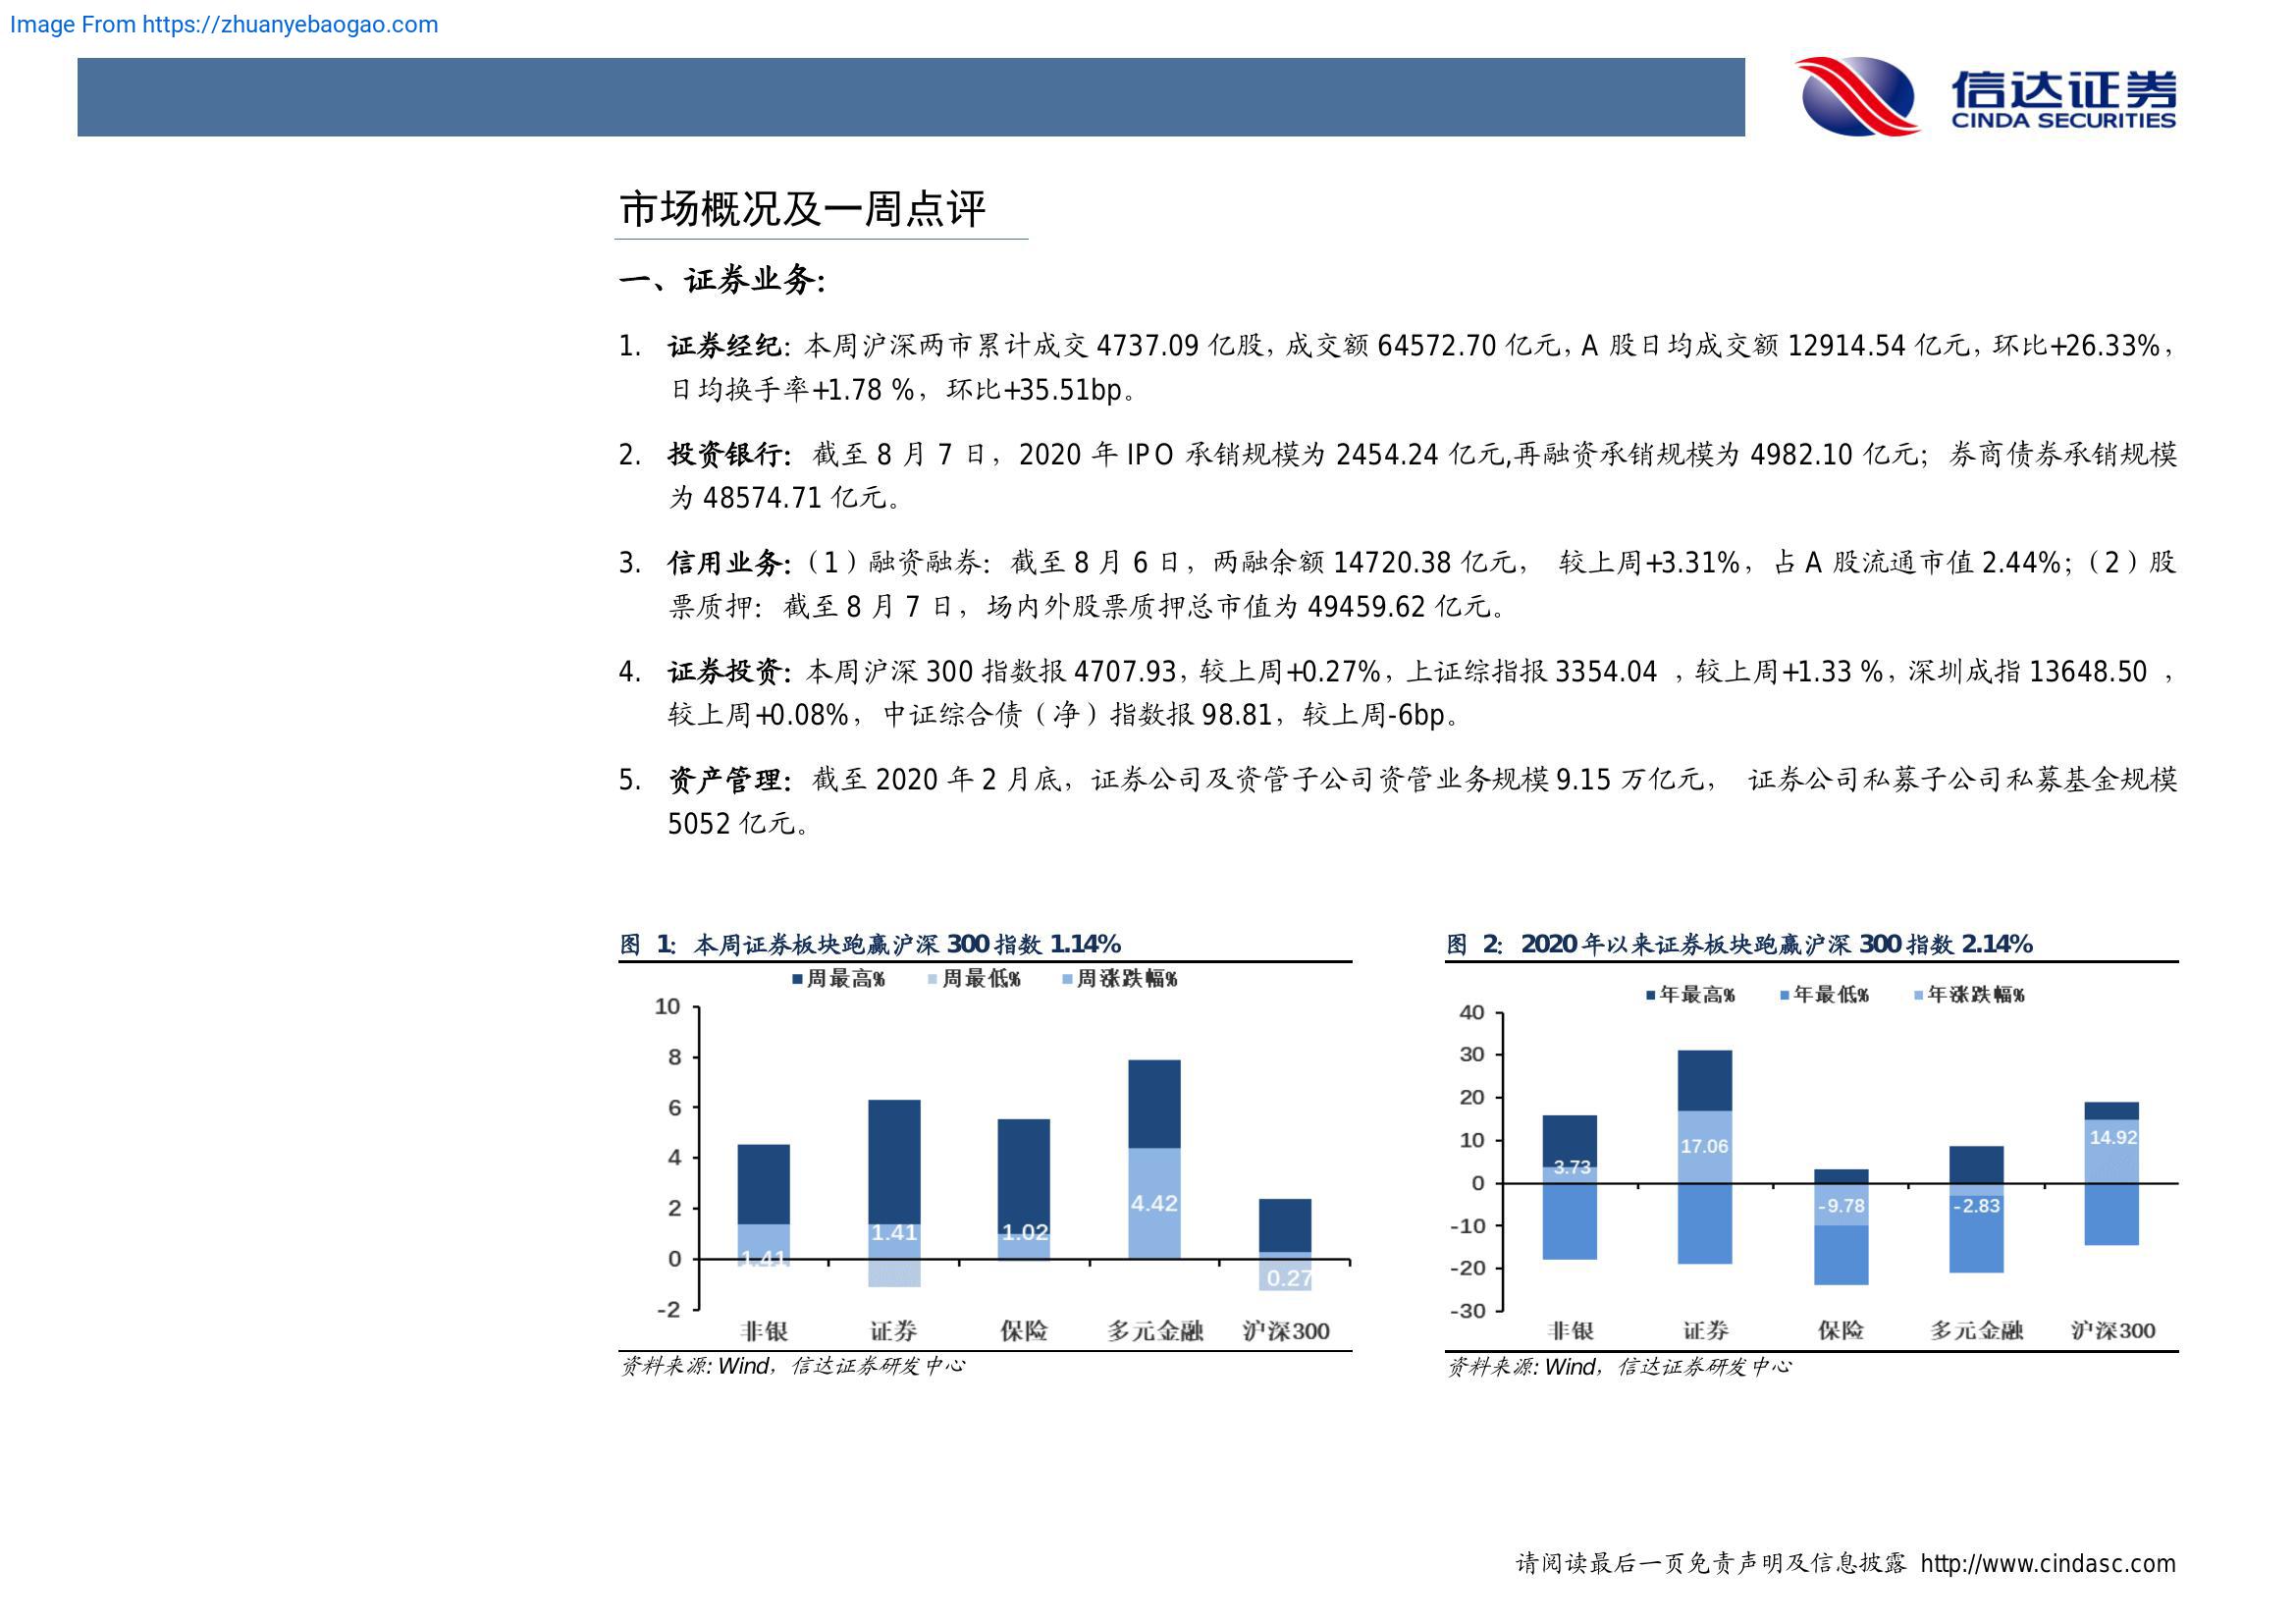 Image From https://zhuanyebaogao.com
信达证券
CINDA SECURITIES
市场概况及一周点评
一、证券业务:
1. 证券经纪: 本周沪深两市累计成交 4737.09 亿股, 成交额 64572.70 亿元, A 股日均成交额 12914.54 亿元, 环比+26.33%,
日均换手率+1.78 %, 环比+35.51bp。
2. 投资银行: 截至 8 月 7 日, 2020 年 IPO 承销规模为 2454.24 亿元,再融资承销规模为 4982.10 亿元; 券商债券承销规模
为 48574.71 亿元。
3. 信用业务:（1）融资融券: 截至 8 月 6 日, 两融余额 14720.38 亿元, 较上周+3.31%, 占 A 股流通市值 2.44%;（2）股
票质押: 截至 8 月 7 日, 场内外股票质押总市值为 49459.62 亿元。
4. 证券投资: 本周沪深 300 指数报 4707.93, 较上周+0.27%, 上证综指报 3354.04 , 较上周+1.33 %, 深圳成指 13648.50 ,
较上周+0.08%, 中证综合债（净）指数报 98.81, 较上周-6bp。
5. 资产管理: 截至 2020 年 2 月底, 证券公司及资管子公司资管业务规模 9.15 万亿元, 证券公司私募子公司私募基金规模
5052 亿元。
图 1: 本周证券板块跑赢沪深 300 指数 1.14%
周最高% 周最低% 周涨跌幅%
10
8
6
4
2
0
-2
1.41
1.41
1.02
4.42
0.27
非银 证券 保险 多元金融 沪深300
资料来源: Wind, 信达证券研发中心
图 2: 2020 年以来证券板块跑赢沪深 300 指数 2.14%
年最高% 年最低% 年涨跌幅%
40
30
20
10
0
-10
-20
-30
3.73
17.06
-9.78
-2.83
14.92
非银 证券 保险 多元金融 沪深300
资料来源: Wind, 信达证券研发中心
请阅读最后一页免责声明及信息披露 http://www.cindasc.com